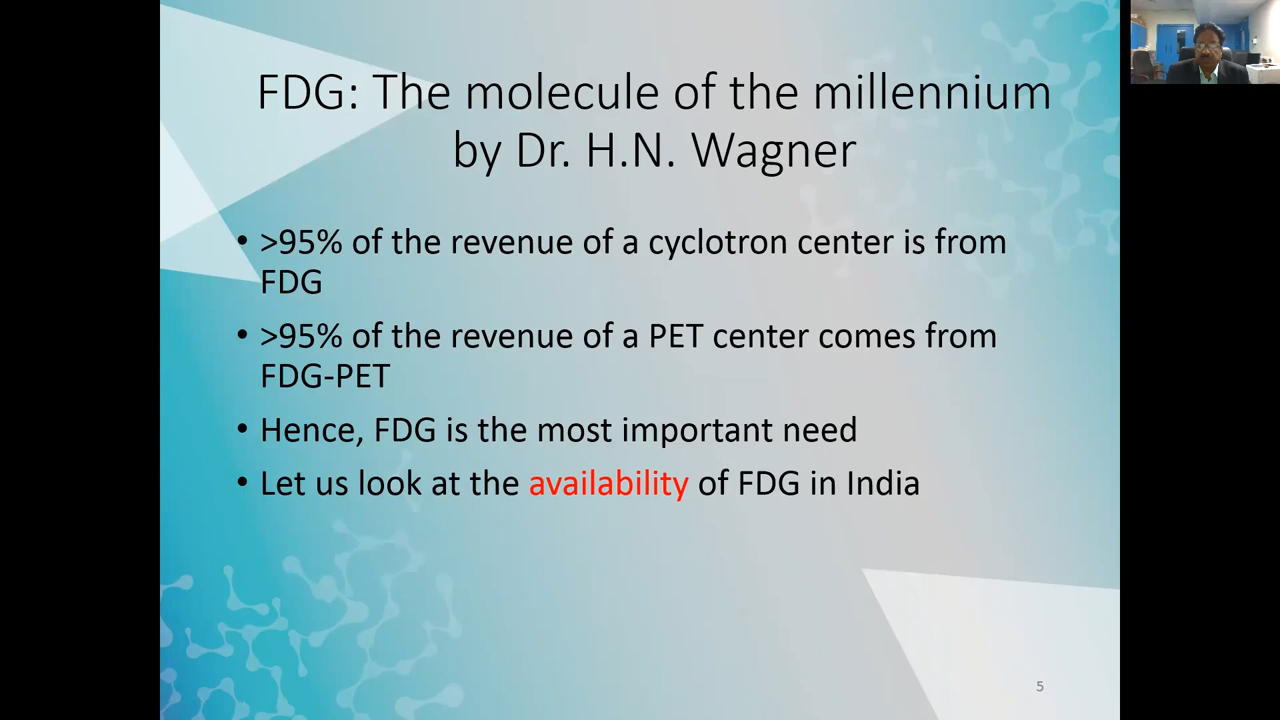 FDG: The molecule of the millennium
by Dr. H.N. Wagner
• >95% of the revenue of a cyclotron center is from
FDG
• >95% of the revenue of a PET center comes from
FDG-PET
• Hence, FDG is the most important need
• Let us look at the availability of FDG in India
5